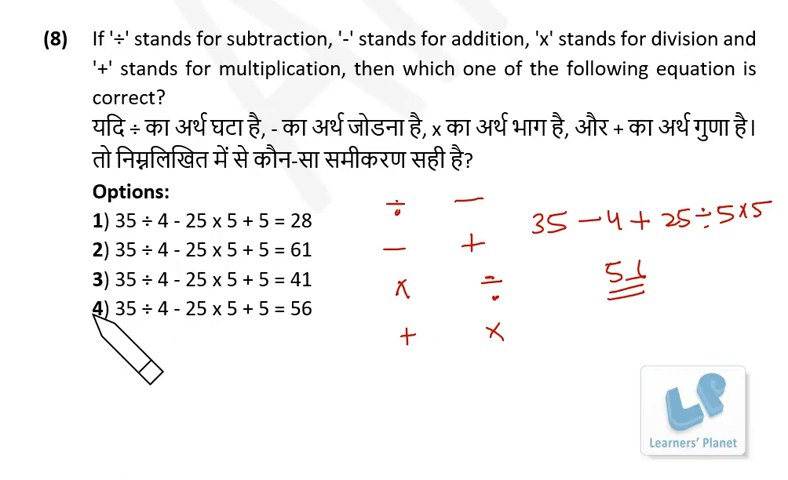 (8) If '÷' stands for subtraction, '-' stands for addition, 'x' stands for division and
'+' stands for multiplication, then which one of the following equation is
correct?
यदि ÷ का अर्थ घटा है, - का अर्थ जोडना है, x का अर्थ भाग है, और + का अर्थ गुणा है।
तो निम्नलिखित में से कौन-सा समीकरण सही है?
Options:
1) 35 ÷ 4 - 25 x 5 + 5 = 28
2) 35 ÷ 4 - 25 x 5 + 5 = 61
3) 35 ÷ 4 - 25 x 5 + 5 = 41
4) 35 ÷ 4 - 25 x 5 + 5 = 56
÷ −
− +
x ÷
+ x
35 − 4 + 25 ÷ 5 x 5
Learners' Planet